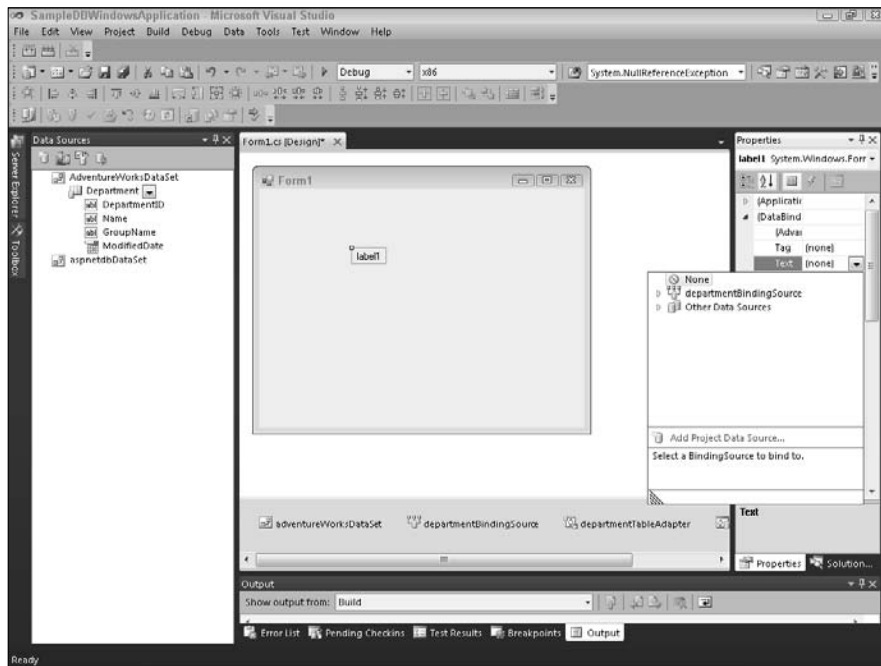 SampleDBWindowsApplication - Microsoft Visual Studio
File Edit View Project Build Debug Data Tools Test Window Help
Debug x86 System.NullReferenceException
Server Explorer
Toolbox
Data Sources
AdventureWorksDataSet
Department
DepartmentID
Name
GroupName
ModifiedDate
aspnetdbDataSet
Form1.cs [Design]*
Form1
label1
adventureWorksDataSet departmentBindingSource departmentTableAdapter
Properties
label1 System.Windows.Forr
(Applicatir
(DataBind
(Advar
Tag (none)
Text (none)
None
departmentBindingSource
Other Data Sources
Add Project Data Source...
Select a BindingSource to bind to.
Text
Properties Solution...
Output
Show output from: Build
Error List Pending Checkins Test Results Breakpoints Output
Ready